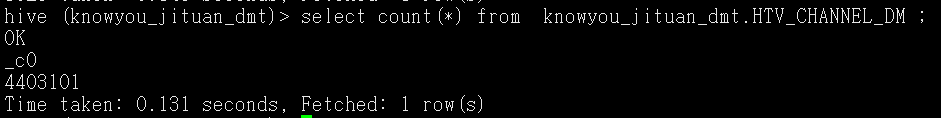 hive (knowyou_jituan_dmt)> select count(*) from  knowyou_jituan_dmt.HTV_CHANNEL_DM ;
OK
_c0
4403101
Time taken: 0.131 seconds, Fetched: 1 row(s)